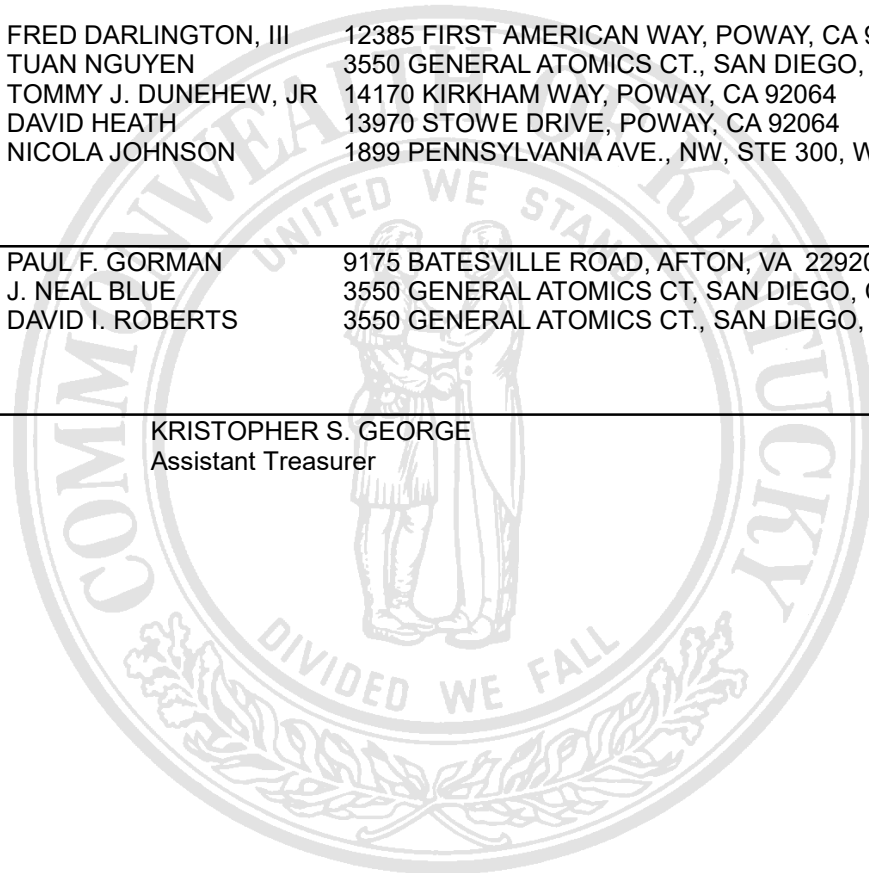 FRED DARLINGTON, III 12385 FIRST AMERICAN WAY, POWAY, CA 9
TUAN NGUYEN 3550 GENERAL ATOMICS CT., SAN DIEGO,
TOMMY J. DUNEHEW, JR 14170 KIRKHAM WAY, POWAY, CA 92064
DAVID HEATH 13970 STOWE DRIVE, POWAY, CA 92064
NICOLA JOHNSON 1899 PENNSYLVANIA AVE., NW, STE 300, W
PAUL F. GORMAN 9175 BATESVILLE ROAD, AFTON, VA 22920
J. NEAL BLUE 3550 GENERAL ATOMICS CT, SAN DIEGO,
DAVID I. ROBERTS 3550 GENERAL ATOMICS CT., SAN DIEGO,
KRISTOPHER S. GEORGE
Assistant Treasurer
COMMONWEALTH OF KENTUCKY
UNITED WE STAND
DIVIDED WE FALL